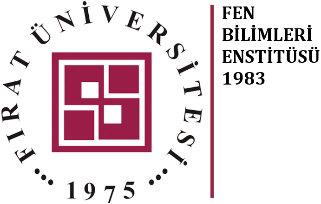 FIRAT ÜNİVERSİTESİ
1975
FEN
BİLİMLERİ
ENSTİTÜSÜ
1983